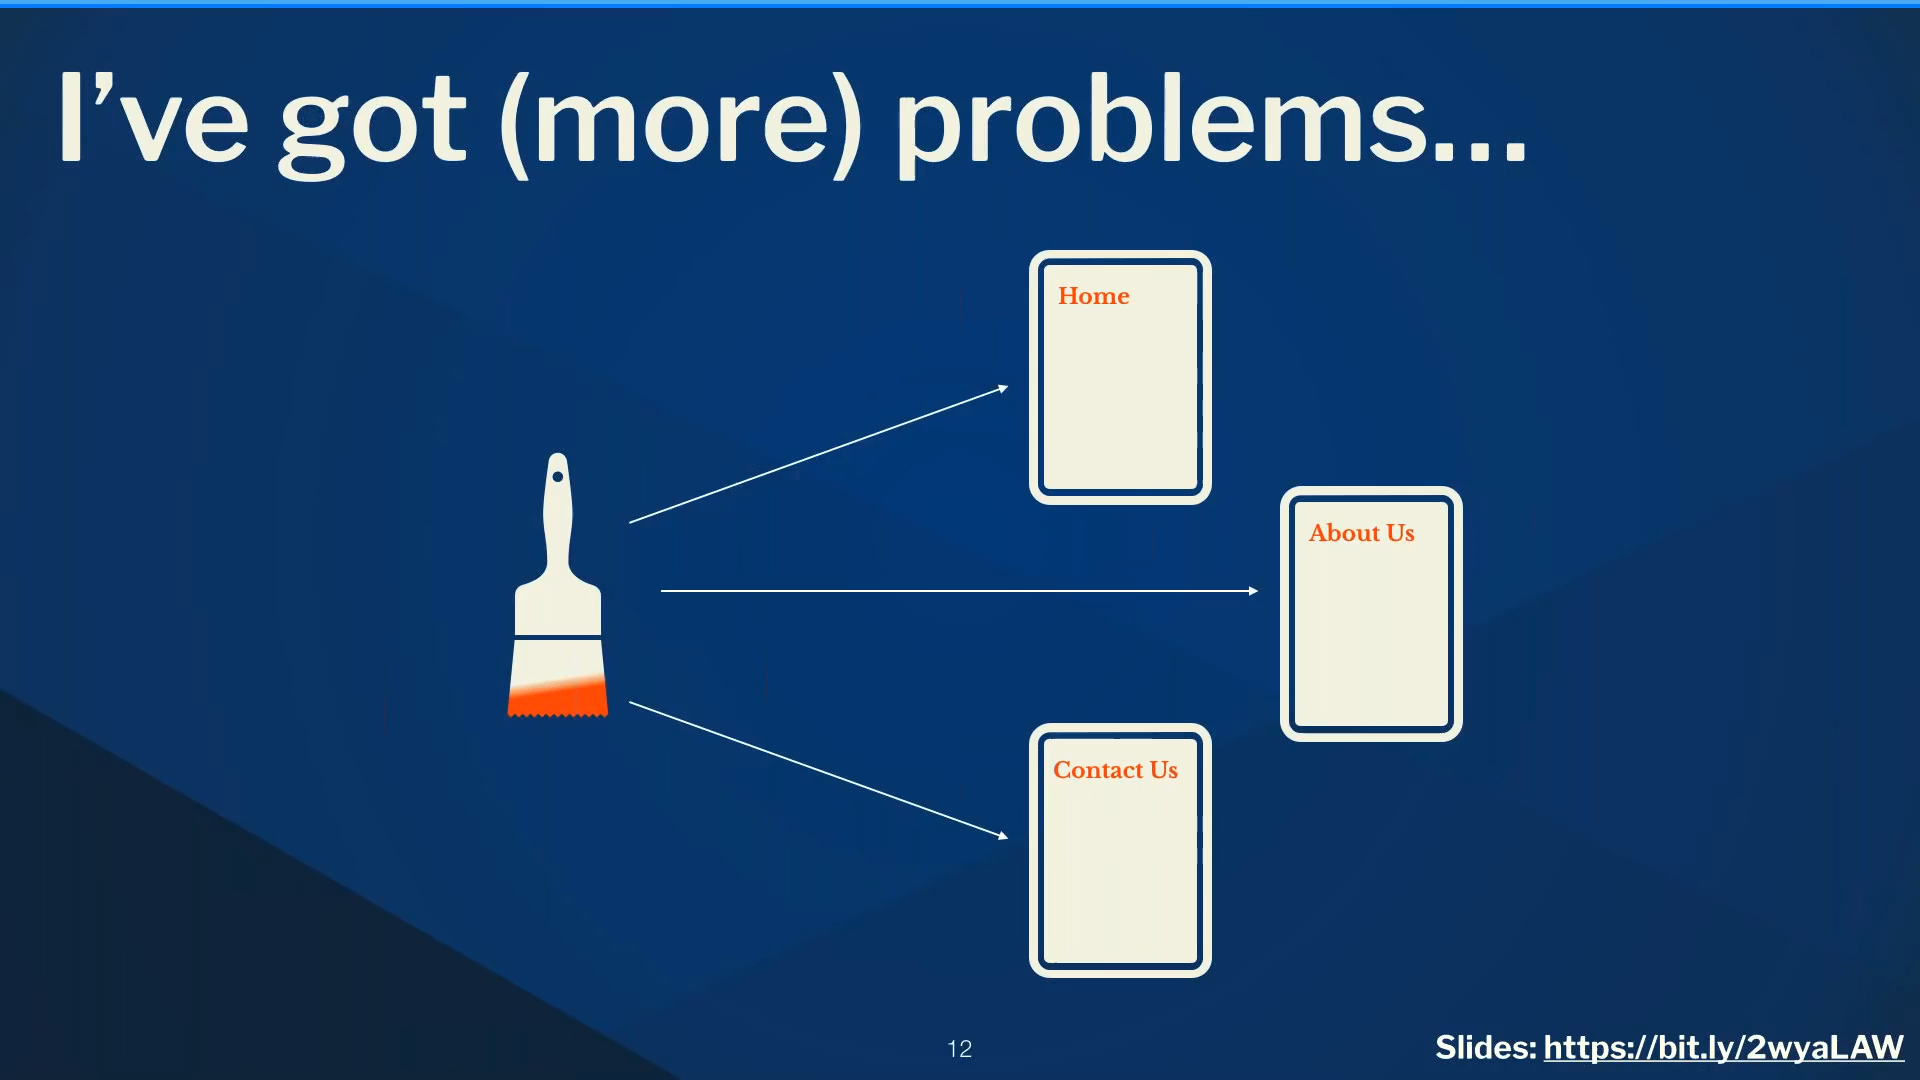 I’ve got (more) problems...
Home
About Us
Contact Us
12
Slides: https://bit.ly/2wyaLAW